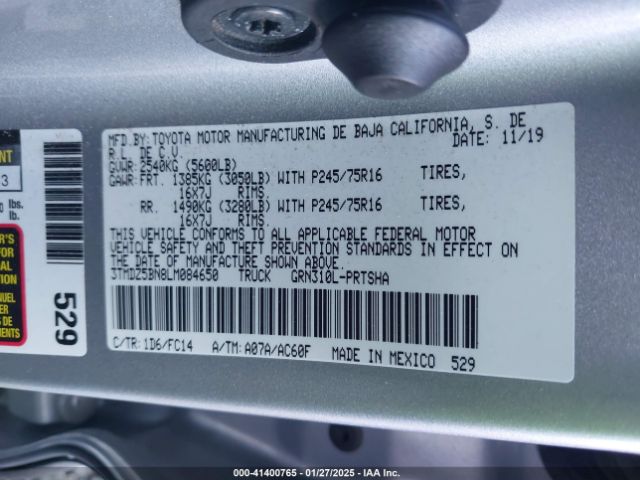 MFD.BY:TOYOTA MOTOR MANUFACTURING DE BAJA CALIFORNIA, S. DE
R.L. DE C.V. DATE: 11/19
GVWR: 2540KG (5600LB)
GAWR:FRT. 1385KG (3050LB) WITH P245/75R16 TIRES,
16X7J RIMS
RR. 1490KG (3280LB) WITH P245/75R16 TIRES,
16X7J RIMS
THIS VEHICLE CONFORMS TO ALL APPLICABLE FEDERAL MOTOR
VEHICLE SAFETY AND THEFT PREVENTION STANDARDS IN EFFECT ON
THE DATE OF MANUFACTURE SHOWN ABOVE.
3TMDZ5BN8LM084650 TRUCK GRN310L-PRTSHA
C/TR:1D6/FC14 A/TM:A07A/AC60F MADE IN MEXICO 529
3
0 lbs.
lb.
529
000-41400765 - 01/27/2025 - IAA Inc.